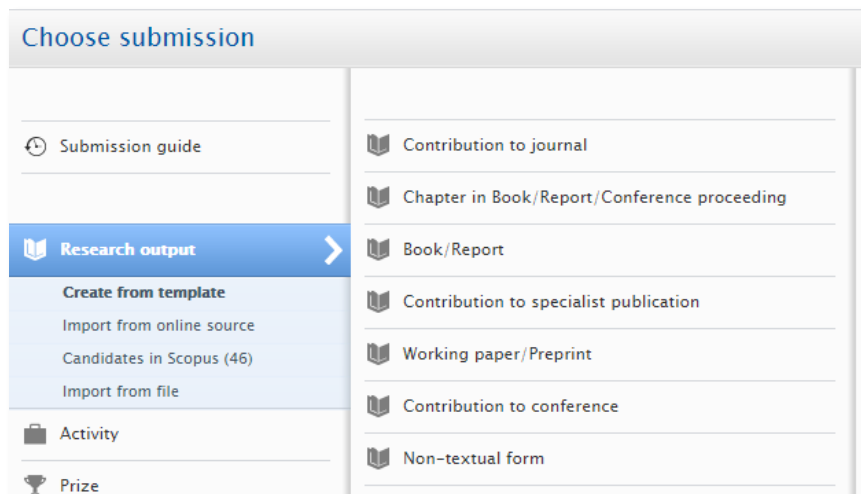 Choose submission
Submission guide
Research output
Create from template
Import from online source
Candidates in Scopus (46)
Import from file
Activity
Prize
Contribution to journal
Chapter in Book/Report/Conference proceeding
Book/Report
Contribution to specialist publication
Working paper/Preprint
Contribution to conference
Non-textual form